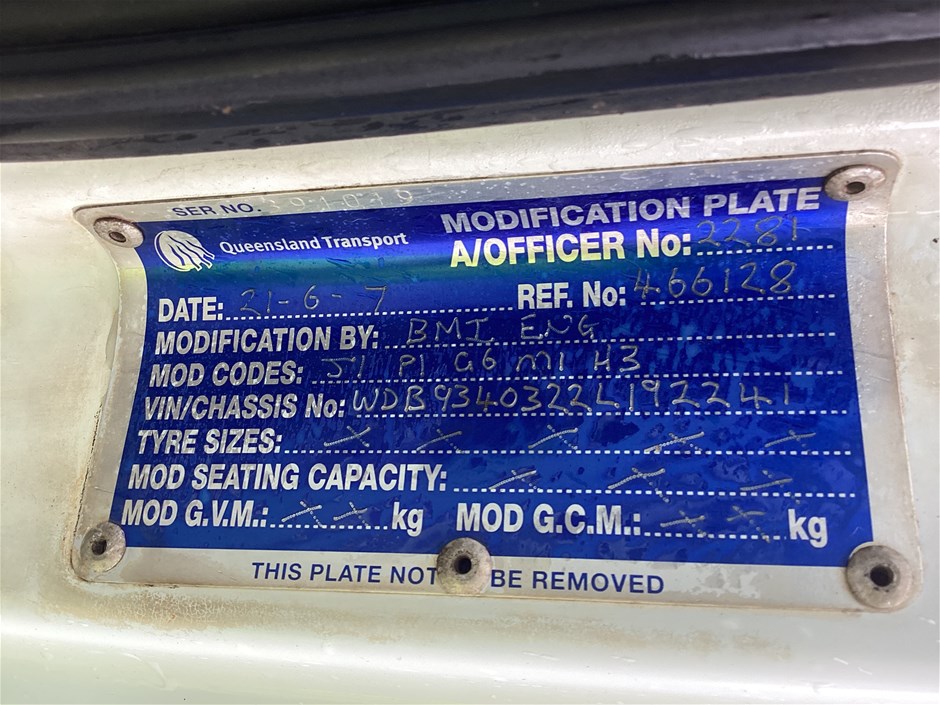 SER NO. 391019
MODIFICATION PLATE
Queensland Transport
A/OFFICER No: 2281
DATE: 21-6-7
REF. No: 466128
MODIFICATION BY: BMI ENG
MOD CODES: J1 P1 G6 M1 H3
VIN/CHASSIS No: WDB9340322L192241
TYRE SIZES: X X X X X
MOD SEATING CAPACITY: X X X
MOD G.V.M.: X X kg MOD G.C.M.: X X kg
THIS PLATE NOT BE REMOVED